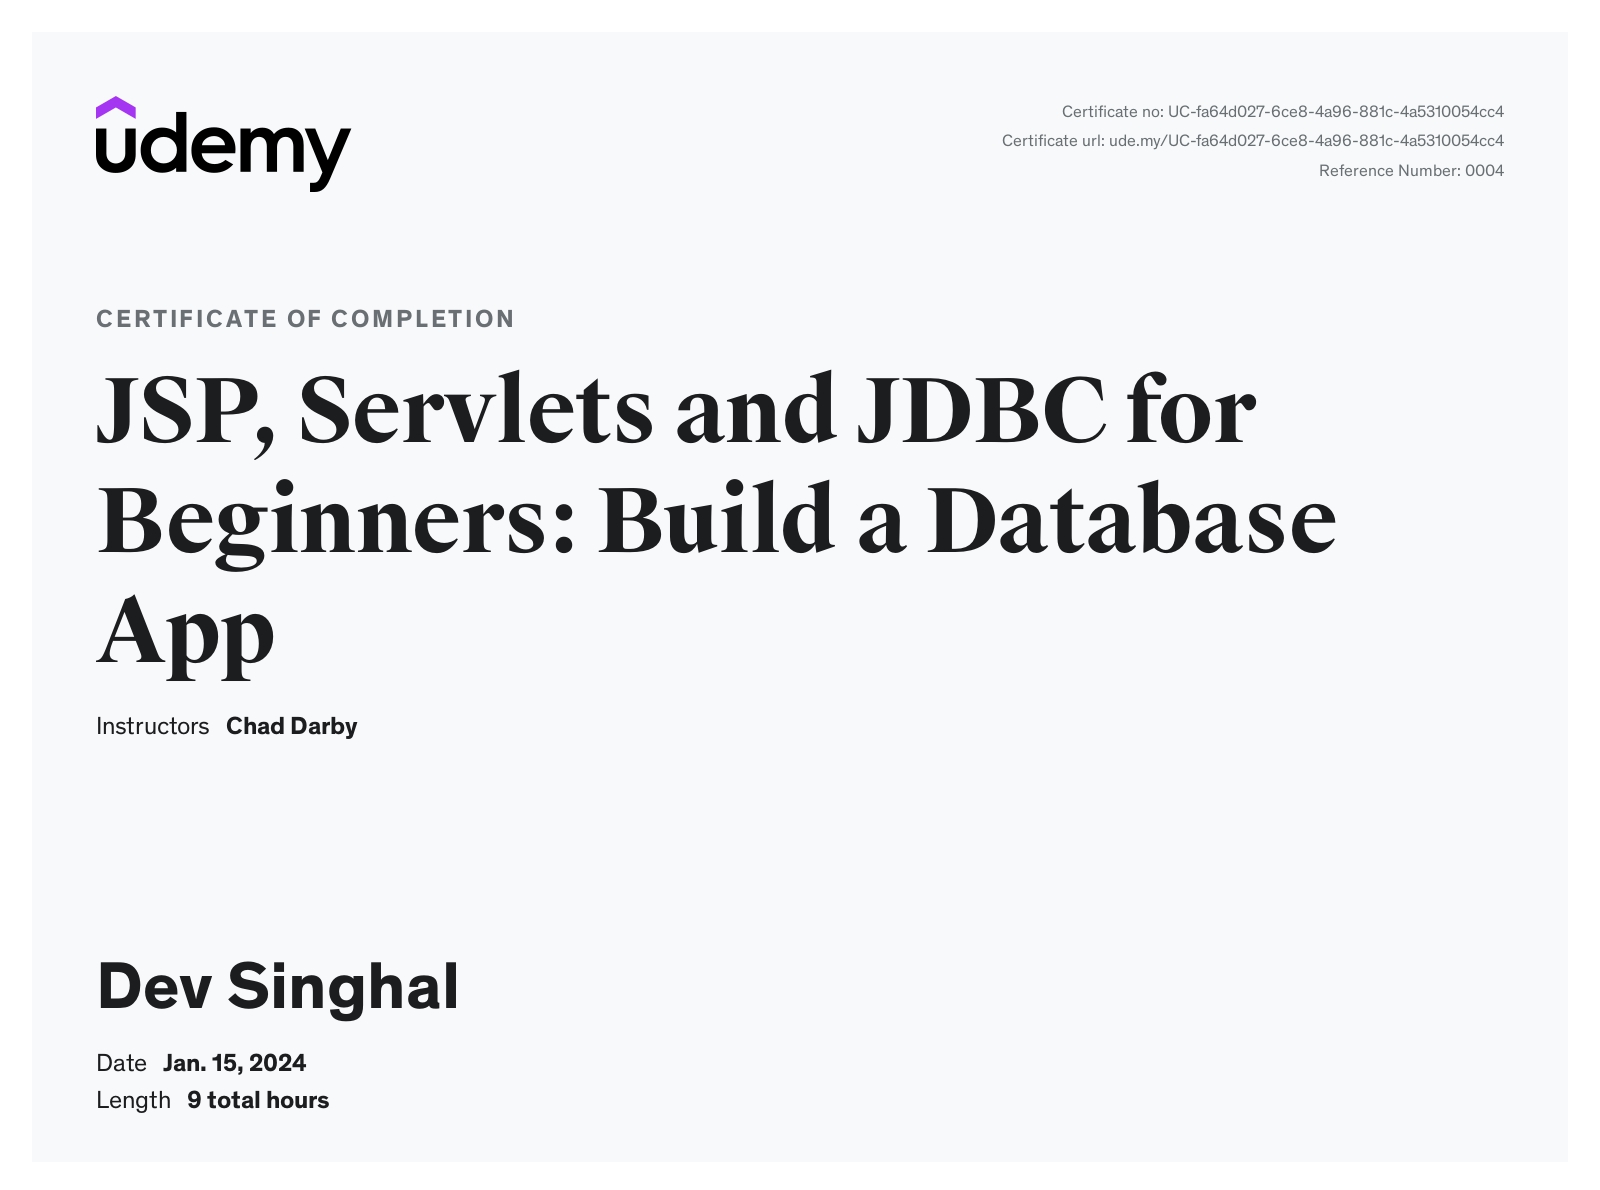 udemy
Certificate no: UC-fa64d027-6ce8-4a96-881c-4a5310054cc4
Certificate url: ude.my/UC-fa64d027-6ce8-4a96-881c-4a5310054cc4
Reference Number: 0004
CERTIFICATE OF COMPLETION
JSP, Servlets and JDBC for
Beginners: Build a Database
App
Instructors Chad Darby
Dev Singhal
Date Jan. 15, 2024
Length 9 total hours